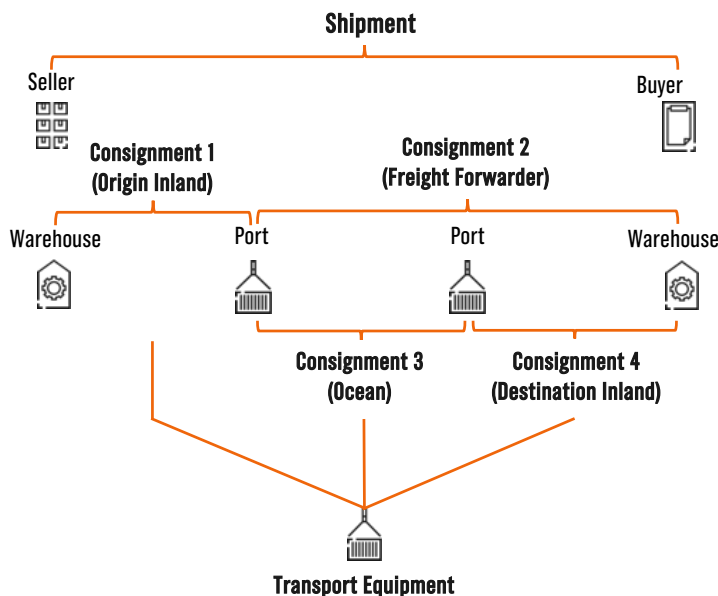 Shipment
Seller
Buyer
Consignment 1
(Origin Inland)
Consignment 2
(Freight Forwarder)
Warehouse
Port
Port
Warehouse
Consignment 3
(Ocean)
Consignment 4
(Destination Inland)
Transport Equipment